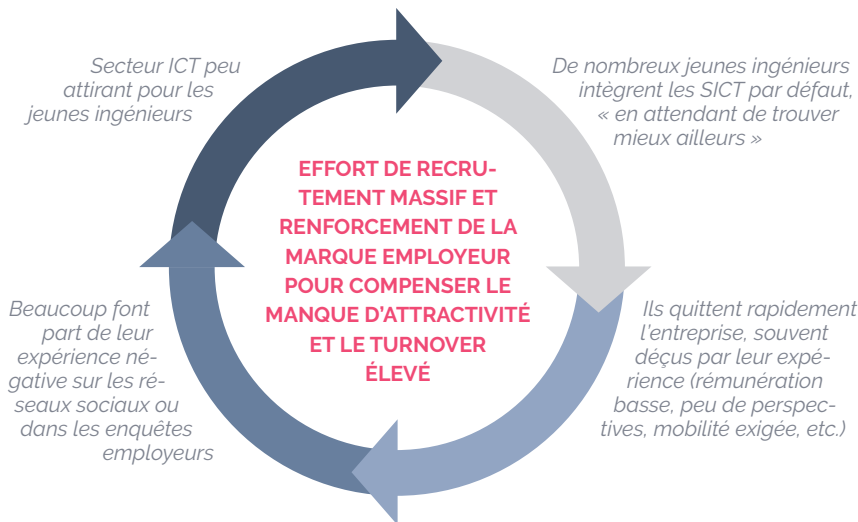 Secteur ICT peu
attirant pour les
jeunes ingénieurs
De nombreux jeunes ingénieurs
intègrent les SICT par défaut,
« en attendant de trouver
mieux ailleurs »
EFFORT DE RECRU-
TEMENT MASSIF ET
RENFORCEMENT DE LA
MARQUE EMPLOYEUR
POUR COMPENSER LE
MANQUE D'ATTRACTIVITÉ
ET LE TURNOVER
ÉLEVÉ
Ils quittent rapidement
l'entreprise, souvent
déçus par leur expé-
rience (rémunération
basse, peu de perspec-
tives, mobilité exigée, etc.)
Beaucoup font
part de leur
expérience né-
gative sur les ré-
seaux sociaux ou
dans les enquêtes
employeurs